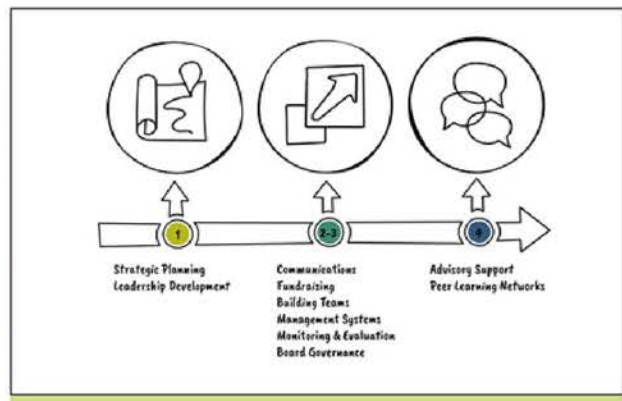 1
2-3
4
Strategic Planning
Leadership Development
Communications
Fundraising
Building Teams
Management Systems
Monitoring & Evaluation
Board Governance
Advisory Support
Peer Learning Networks